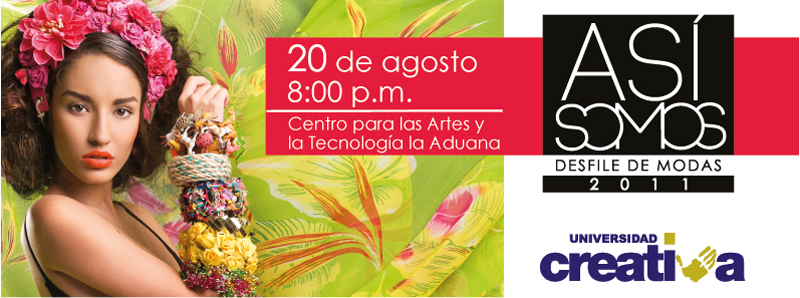 20 de agosto
8:00 p.m.
Centro para las Artes y
la Tecnología la Aduana
ASÍ
SOMOS
DESFILE DE MODAS
2011
UNIVERSIDAD
creativa